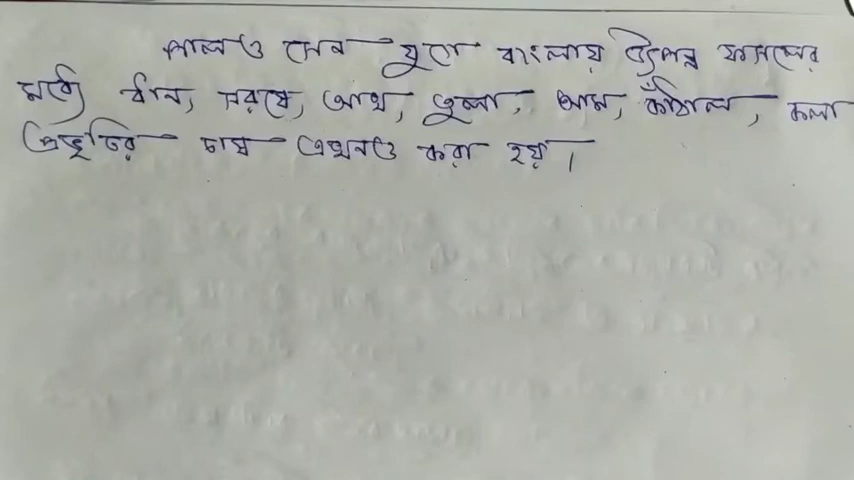 পাল ও সেন যুগে বাংলায় উৎপন্ন ফসলের
মধ্যে ধান, সরষে, আখ, তুলা, আম, কাঁঠাল, কলা
প্রভৃতির চাষ এখনও করা হয়।